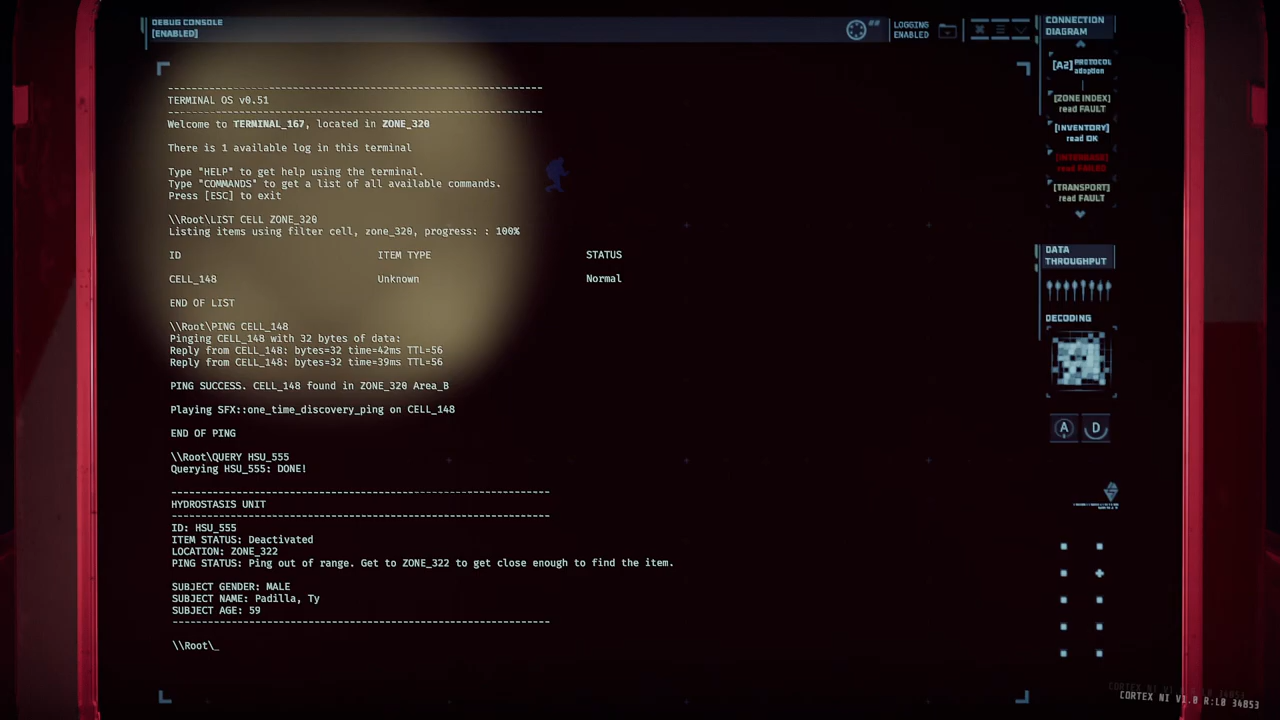 DEBUG CONSOLE
[ENABLED]
LOGGING
ENABLED
CONNECTION
DIAGRAM
[A2] PROTOCOL
adaption
[ZONE INDEX]
read FAULT
[INVENTORY]
read OK
[INTERBASE]
read FAILED
[TRANSPORT]
read FAULT
DATA
THROUGHPUT
DECODING
A D
-----------------------------------------------------------------
TERMINAL OS v0.51
-----------------------------------------------------------------
Welcome to TERMINAL_167, located in ZONE_320
There is 1 available log in this terminal
Type "HELP" to get help using the terminal.
Type "COMMANDS" to get a list of all available commands.
Press [ESC] to exit
\\Root\LIST CELL ZONE_320
Listing items using filter cell, zone_320, progress: : 100%
ID ITEM TYPE STATUS
CELL_148 Unknown Normal
END OF LIST
\\Root\PING CELL_148
Pinging CELL_148 with 32 bytes of data:
Reply from CELL_148: bytes=32 time=42ms TTL=56
Reply from CELL_148: bytes=32 time=39ms TTL=56
PING SUCCESS. CELL_148 found in ZONE_320 Area_B
Playing SFX::one_time_discovery_ping on CELL_148
END OF PING
\\Root\QUERY HSU_555
Querying HSU_555: DONE!
-----------------------------------------------------------------
HYDROSTASIS UNIT
-----------------------------------------------------------------
ID: HSU_555
ITEM STATUS: Deactivated
LOCATION: ZONE_322
PING STATUS: Ping out of range. Get to ZONE_322 to get close enough to find the item.
SUBJECT GENDER: MALE
SUBJECT NAME: Padilla, Ty
SUBJECT AGE: 59
-----------------------------------------------------------------
\\Root\_
CORTEX NI V1.0 R:L0 34853